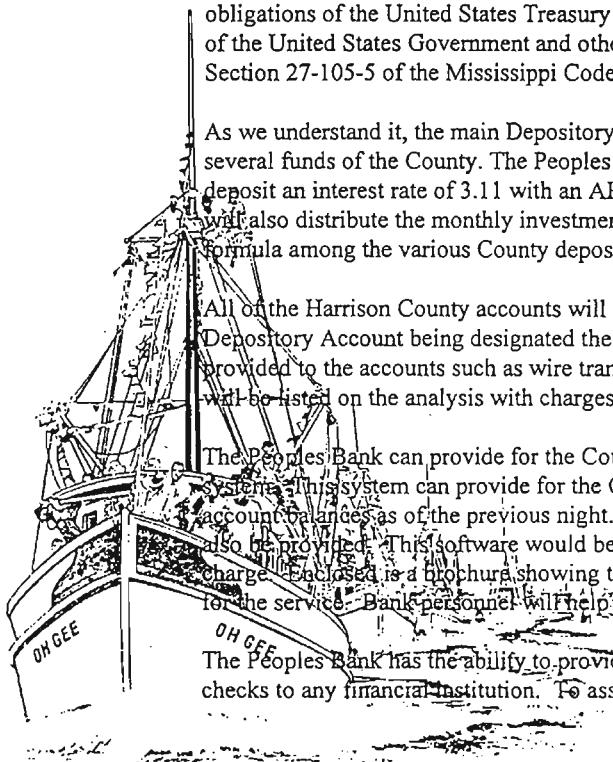 obligations of the United States Treasury
of the United States Government and othe
Section 27-105-5 of the Mississippi Code
As we understand it, the main Depository
several funds of the County. The Peoples
deposit an interest rate of 3.11 with an AP
will also distribute the monthly investmen
formula among the various County depos
All of the Harrison County accounts will
Depository Account being designated the
provided to the accounts such as wire tran
will be listed on the analysis with charges
The Peoples Bank can provide for the Cou
system. This system can provide for the C
account balances as of the previous night.
also be provided. This software would be
charge. Enclosed is a brochure showing t
for the service. Bank personnel will help
The Peoples Bank has the ability to provid
checks to any financial institution. To ass
OH GEE
OH GEE